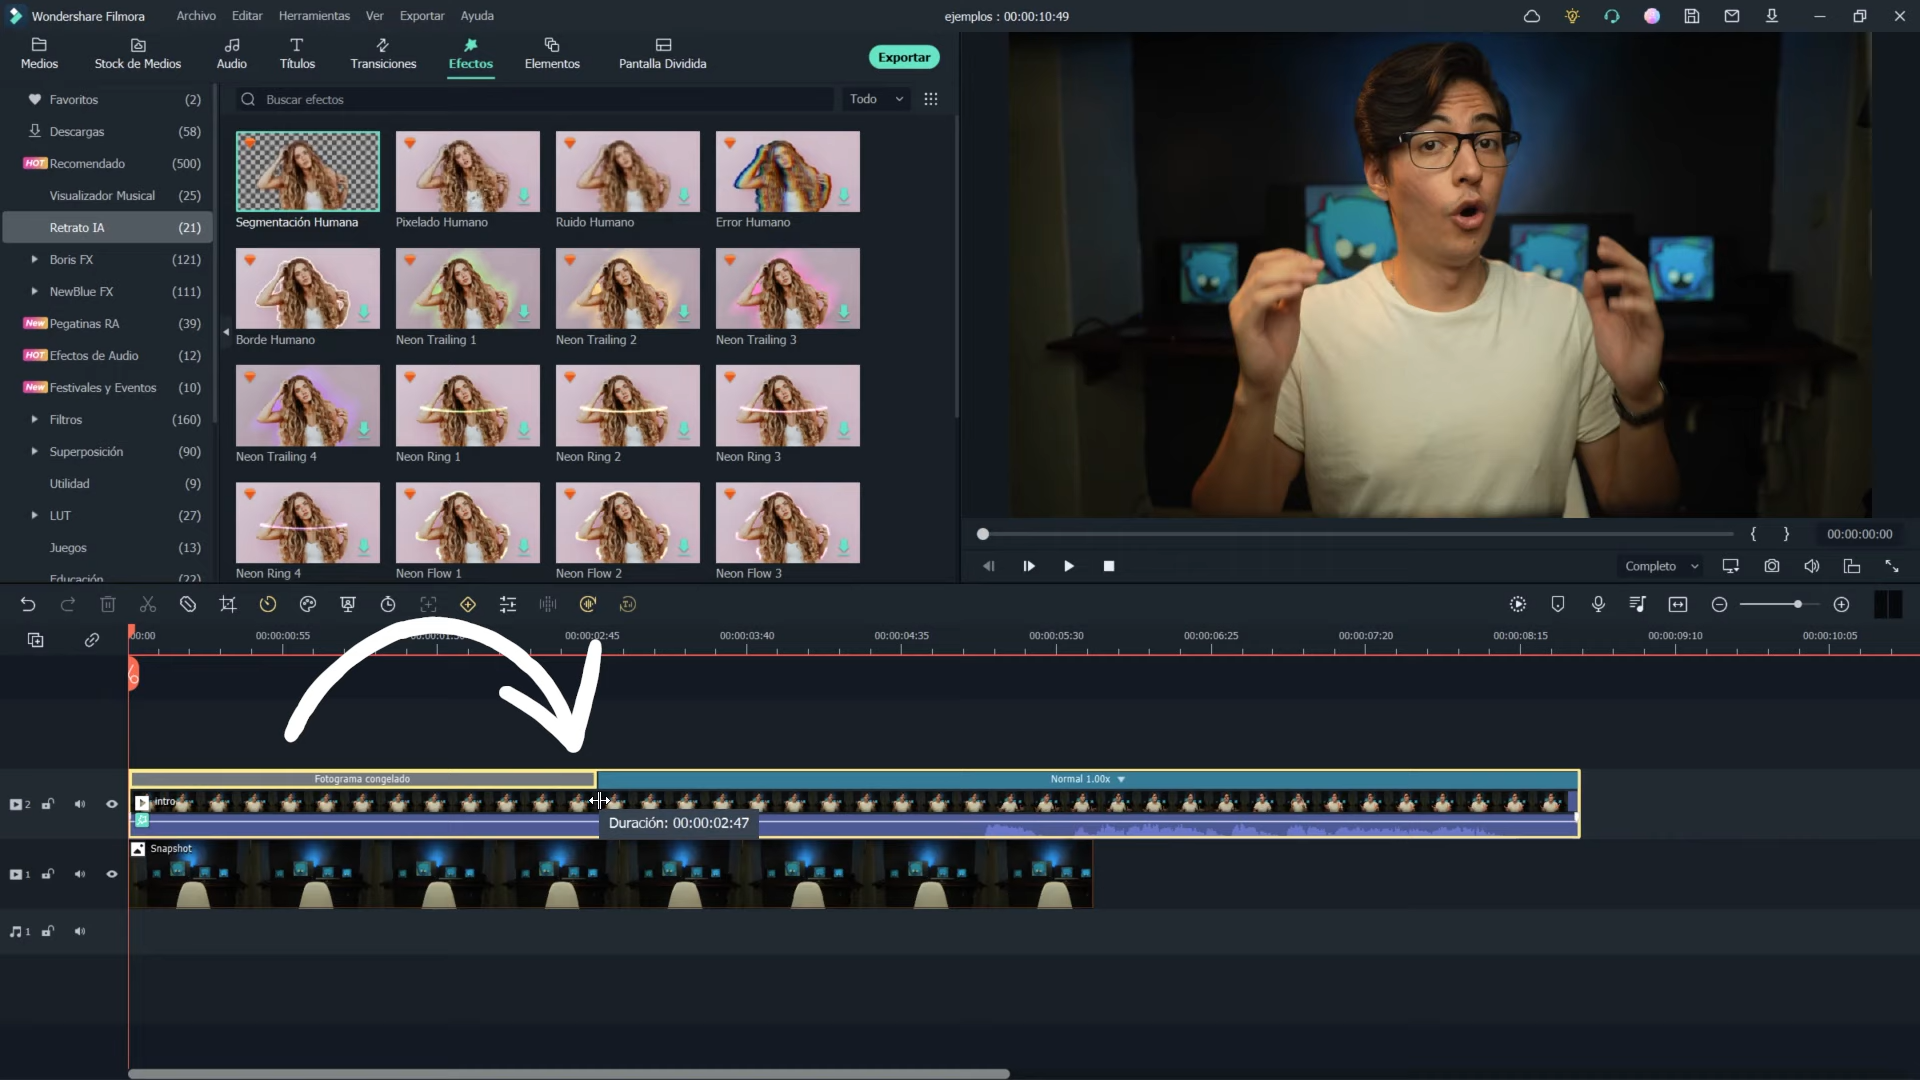 Wondershare Filmora
Archivo
Editar
Herramientas
Ver
Exportar
Ayuda
ejemplos : 00:00:10:49
Medios
Stock de Medios
Audio
Títulos
Transiciones
Efectos
Elementos
Pantalla Dividida
Exportar
Favoritos (2)
Descargas (58)
HOT Recomendado (500)
Visualizador Musical (25)
Retrato IA (21)
Boris FX (121)
NewBlue FX (111)
New Pegatinas RA (39)
HOT Efectos de Audio (12)
New Festivales y Eventos (10)
Filtros (160)
Superposición (90)
Utilidad (9)
LUT (27)
Juegos (13)
Educación (22)
Buscar efectos
Todo
Segmentación Humana
Pixelado Humano
Ruido Humano
Error Humano
Borde Humano
Neon Trailing 1
Neon Trailing 2
Neon Trailing 3
Neon Trailing 4
Neon Ring 1
Neon Ring 2
Neon Ring 3
Neon Ring 4
Neon Flow 1
Neon Flow 2
Neon Flow 3
{ } 00:00:00:00
Completo
00:00
00:00:00:55
00:00:02:45
00:00:03:40
00:00:04:35
00:00:05:30
00:00:06:25
00:00:07:20
00:00:08:15
00:00:09:10
00:00:10:05
Fotograma congelado
Normal 1.00x
2
intro
Duración: 00:00:02:47
Snapshot
1
1